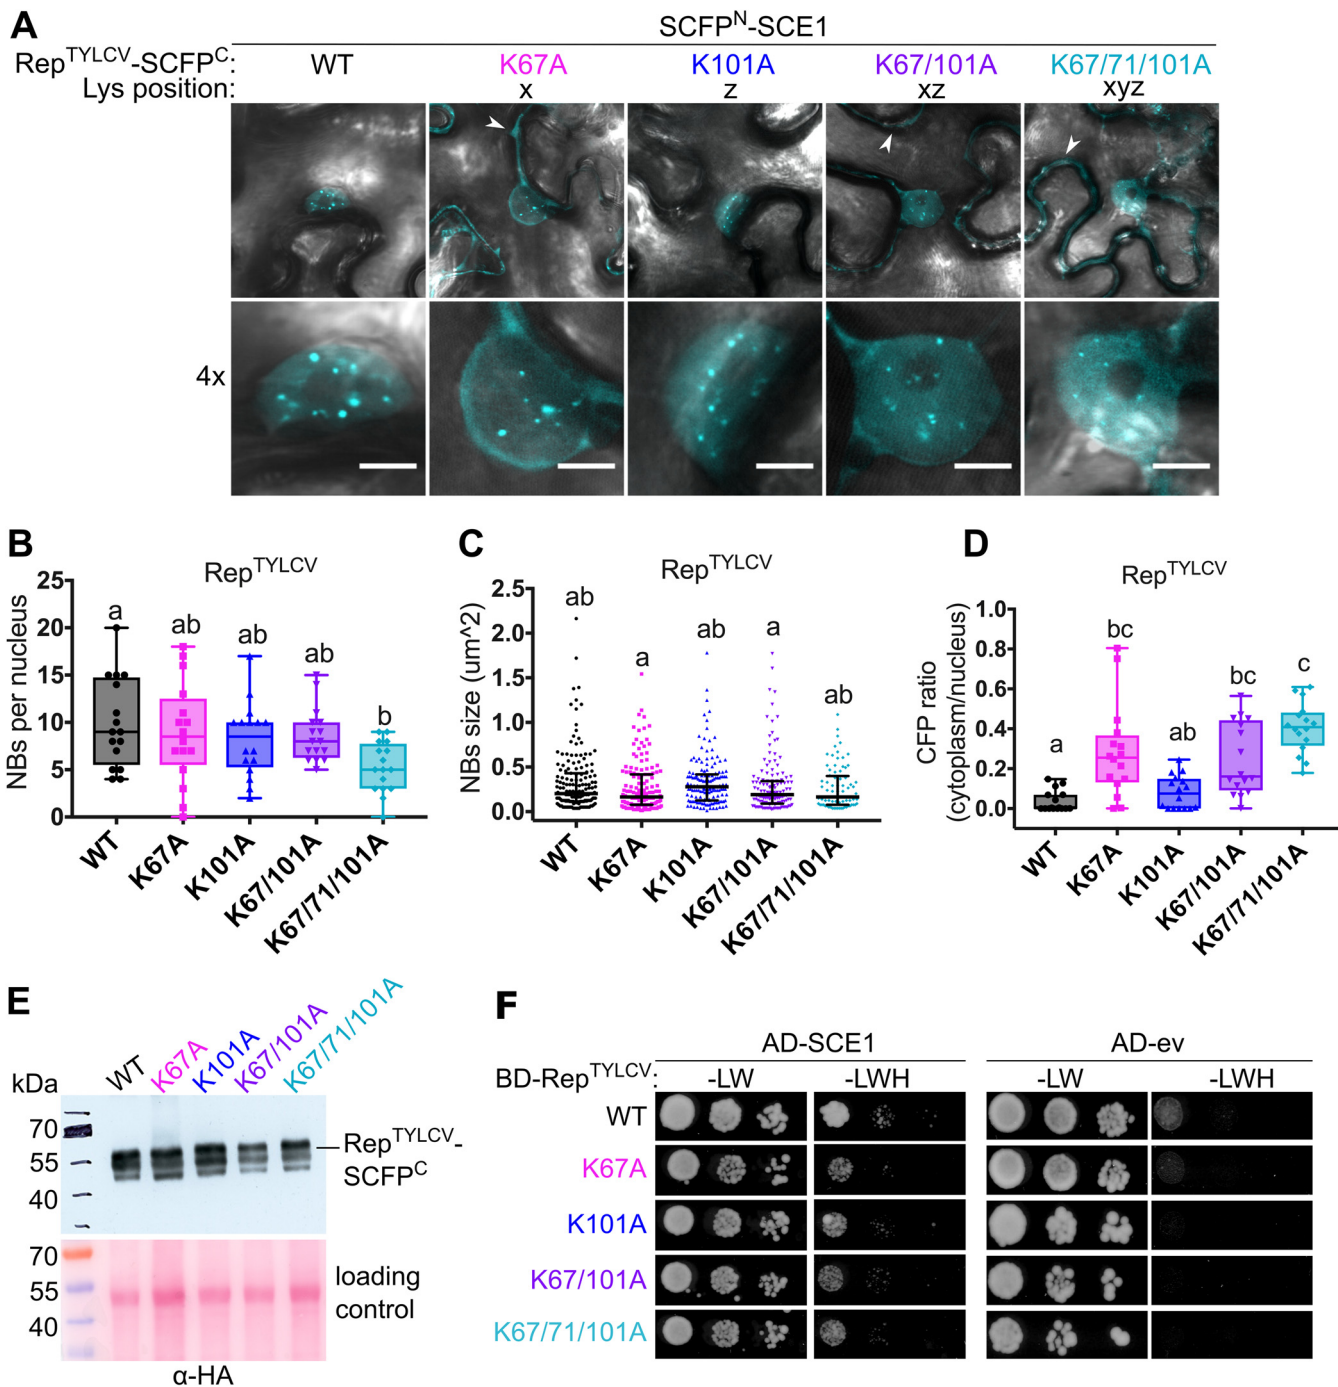 A
SCFPᴺ-SCE1
Repᵀʸᴸᶜⱽ-SCFPᶜ: WT K67A K101A K67/101A K67/71/101A
Lys position: x z xz xyz
4x
B
Repᵀʸᴸᶜⱽ
NBs per nucleus
25
20
15
10
5
0
a ab ab ab b
WT K67A K101A K67/101A K67/71/101A
C
Repᵀʸᴸᶜⱽ
NBs size (um^2)
2.5
2.0
1.5
1.0
0.5
0.0
ab a ab a ab
WT K67A K101A K67/101A K67/71/101A
D
Repᵀʸᴸᶜⱽ
CFP ratio
(cytoplasm/nucleus)
1.0
0.8
0.6
0.4
0.2
0.0
a bc ab bc c
WT K67A K101A K67/101A K67/71/101A
E
WT K67A K101A K67/101A K67/71/101A
kDa
70
55
40
Repᵀʸᴸᶜⱽ-
SCFPᶜ
70
55
40
loading
control
α-HA
F
AD-SCE1 AD-ev
BD-Repᵀʸᴸᶜⱽ: -LW -LWH -LW -LWH
WT
K67A
K101A
K67/101A
K67/71/101A